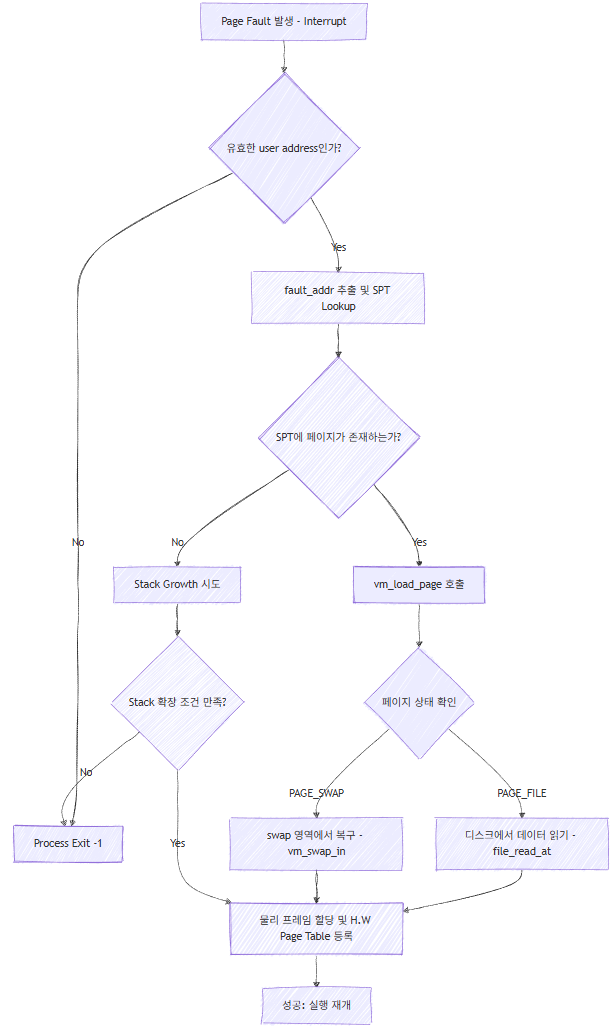 Page Fault 발생 - Interrupt
유효한 user address인가?
Yes
fault_addr 추출 및 SPT
Lookup
SPT에 페이지가 존재하는가?
No
No
Yes
Stack Growth 시도
vm_load_page 호출
Stack 확장 조건 만족?
페이지 상태 확인
No
PAGE_SWAP
PAGE_FILE
Process Exit -1
Yes
swap 영역에서 복구 -
vm_swap_in
디스크에서 데이터 읽기 -
file_read_at
물리 프레임 할당 및 H.W
Page Table 등록
성공: 실행 재개